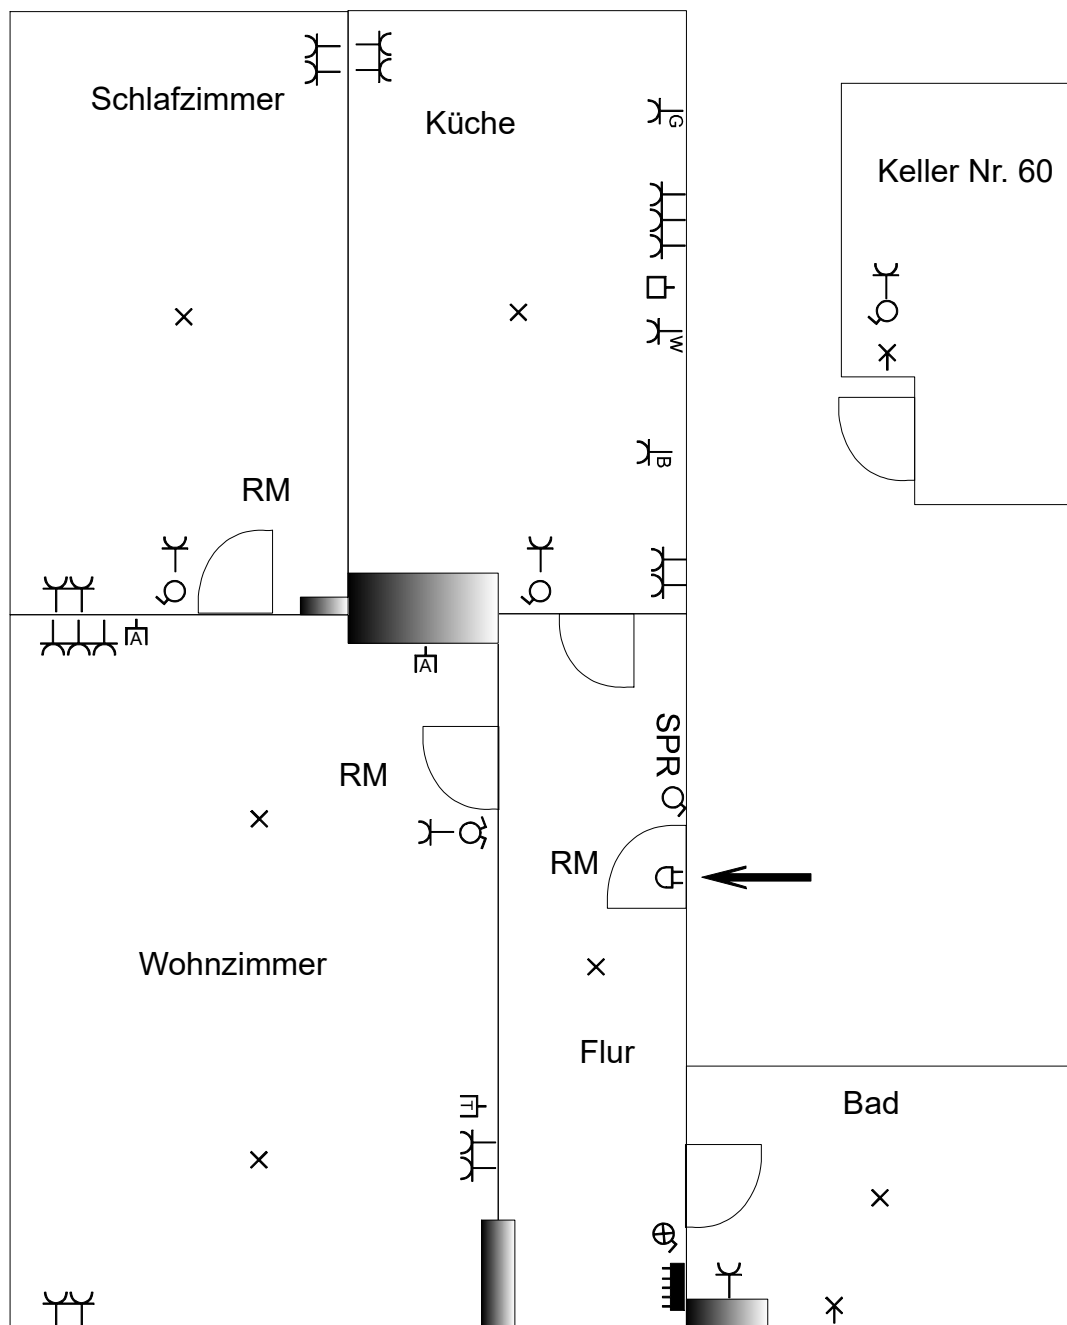 Schlafzimmer
Küche
G
Keller Nr. 60
W
B
RM
A
A
SPR
RM
RM
Wohnzimmer
Flur
T
Bad